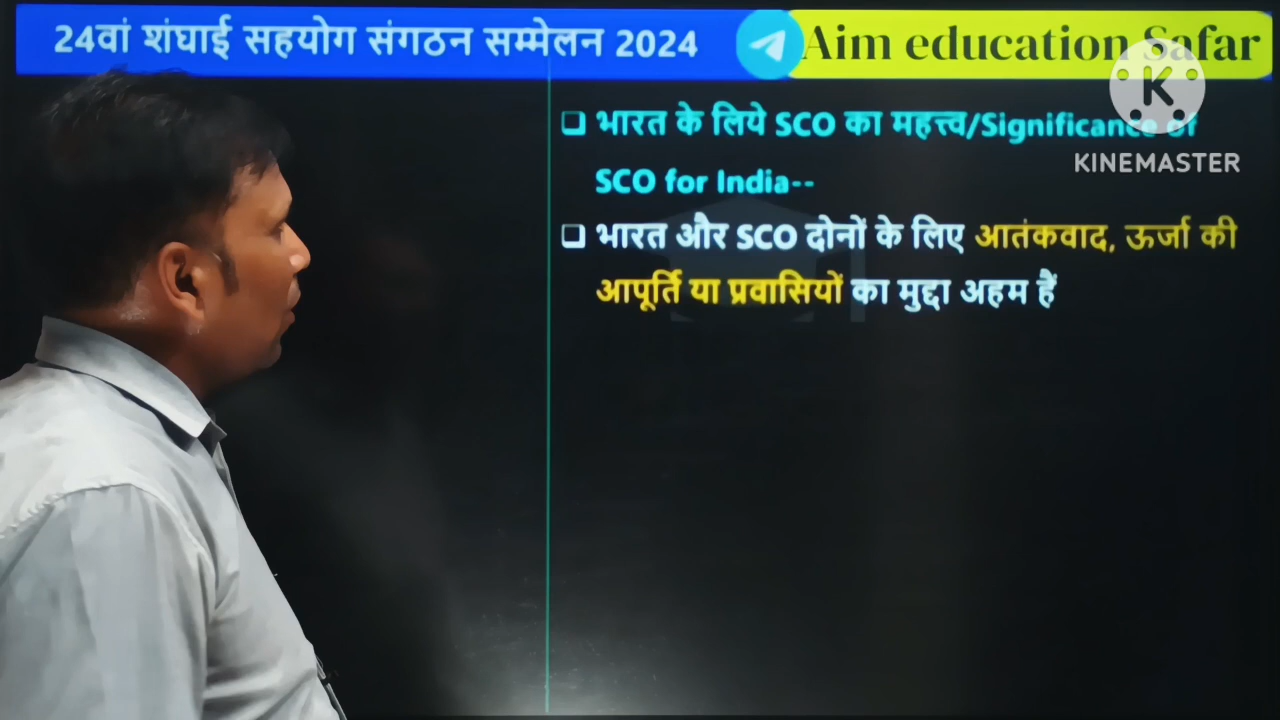 24वां शंघाई सहयोग संगठन सम्मेलन 2024
Aim education Safar
K
KINEMASTER
❑ भारत के लिये SCO का महत्त्व/Significance of
SCO for India--
❑ भारत और SCO दोनों के लिए आतंकवाद, ऊर्जा की
आपूर्ति या प्रवासियों का मुद्दा अहम हैं